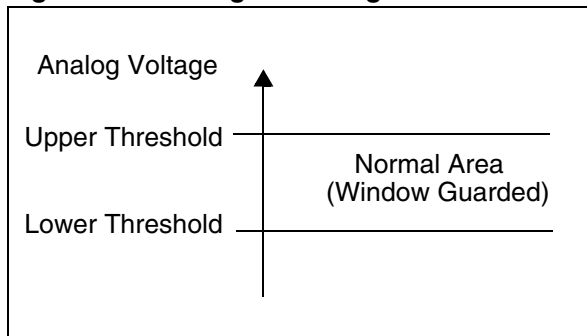 Analog Voltage
Upper Threshold
Normal Area
(Window Guarded)
Lower Threshold